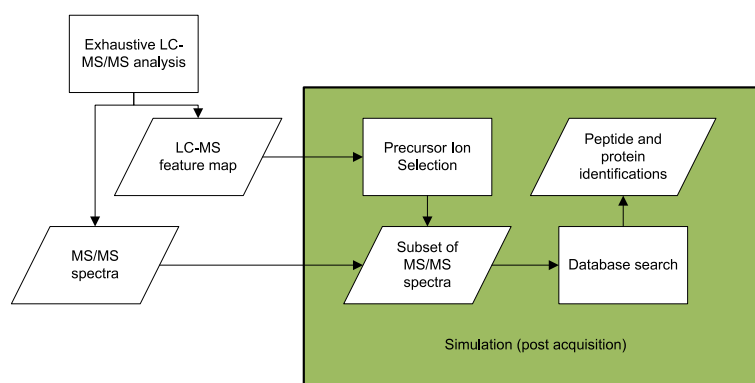 Exhaustive LC-
MS/MS analysis
LC-MS
feature map
Precursor Ion
Selection
Peptide and
protein
identifications
MS/MS
spectra
Subset of
MS/MS
spectra
Database search
Simulation (post acquisition)